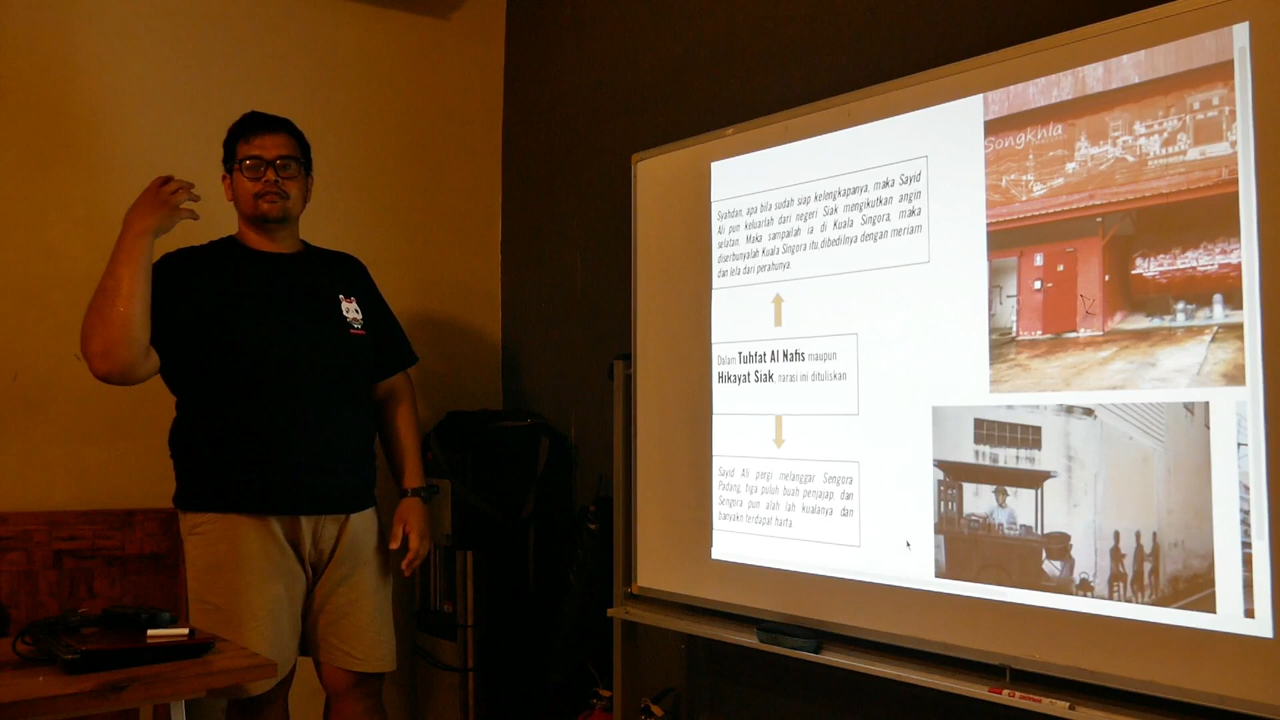 Syahdan, apa bila sudah siap kelengkapanya, maka Sayid
Ali pun keluarlah dari negeri Siak mengikutkan angin
selatan. Maka sampailah ia di Kuala Singora, maka
diserbunyalah Kuala Singora itu dibedilnya dengan meriam
dan lela dari perahunya.
Dalam Tuhfat Al Nafis maupun
Hikayat Siak, narasi ini dituliskan
Sayid Ali pergi melanggar Sengora
Padang, tiga puluh buah penjajap, dan
Sengora pun alah lah kualanya dan
banyakn terdapat harta.
Songkhla